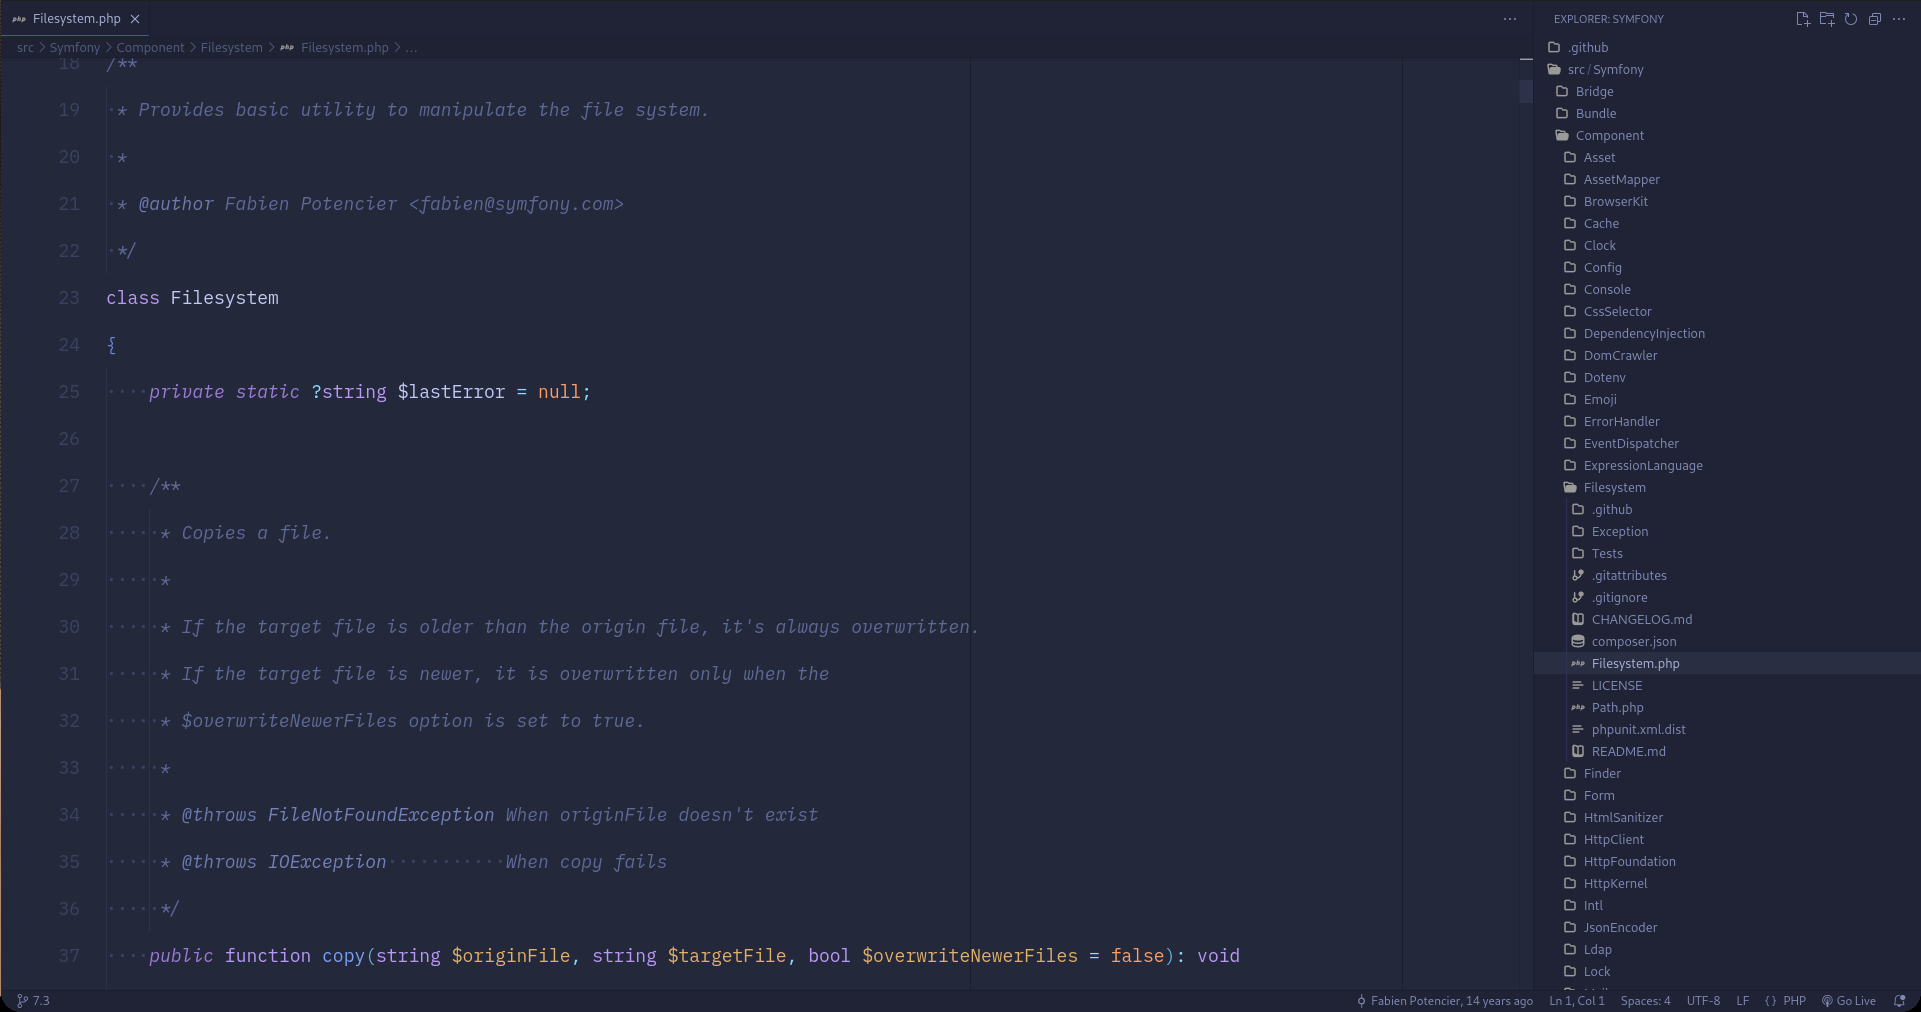 Filesystem.php
src > Symfony > Component > Filesystem > php Filesystem.php > ...
18 /**
19 * Provides basic utility to manipulate the file system.
20 *
21 * @author Fabien Potencier <fabien@symfony.com>
22 */
23 class Filesystem
24 {
25 private static ?string $lastError = null;
26
27 /**
28 * Copies a file.
29 *
30 * If the target file is older than the origin file, it's always overwritten.
31 * If the target file is newer, it is overwritten only when the
32 * $overwriteNewerFiles option is set to true.
33 *
34 * @throws FileNotFoundException When originFile doesn't exist
35 * @throws IOException When copy fails
36 */
37 public function copy(string $originFile, string $targetFile, bool $overwriteNewerFiles = false): void
EXPLORER: SYMFONY
.github
src / Symfony
Bridge
Bundle
Component
Asset
AssetMapper
BrowserKit
Cache
Clock
Config
Console
CssSelector
DependencyInjection
DomCrawler
Dotenv
Emoji
ErrorHandler
EventDispatcher
ExpressionLanguage
Filesystem
.github
Exception
Tests
.gitattributes
.gitignore
CHANGELOG.md
composer.json
php Filesystem.php
LICENSE
php Path.php
phpunit.xml.dist
README.md
Finder
Form
HtmlSanitizer
HttpClient
HttpFoundation
HttpKernel
Intl
JsonEncoder
Ldap
Lock
7.3
Fabien Potencier, 14 years ago Ln 1, Col 1 Spaces: 4 UTF-8 LF {} PHP Go Live